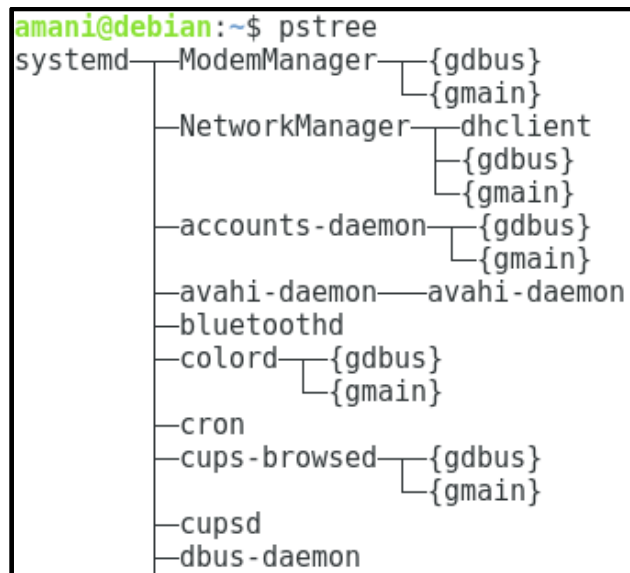 amani@debian:~$ pstree
systemd─┬─ModemManager─┬─{gdbus}
        │              └─{gmain}
        ├─NetworkManager─┬─dhclient
        │                ├─{gdbus}
        │                └─{gmain}
        ├─accounts-daemon─┬─{gdbus}
        │                 └─{gmain}
        ├─avahi-daemon───avahi-daemon
        ├─bluetoothd
        ├─colord─┬─{gdbus}
        │        └─{gmain}
        ├─cron
        ├─cups-browsed─┬─{gdbus}
        │              └─{gmain}
        ├─cupsd
        ├─dbus-daemon